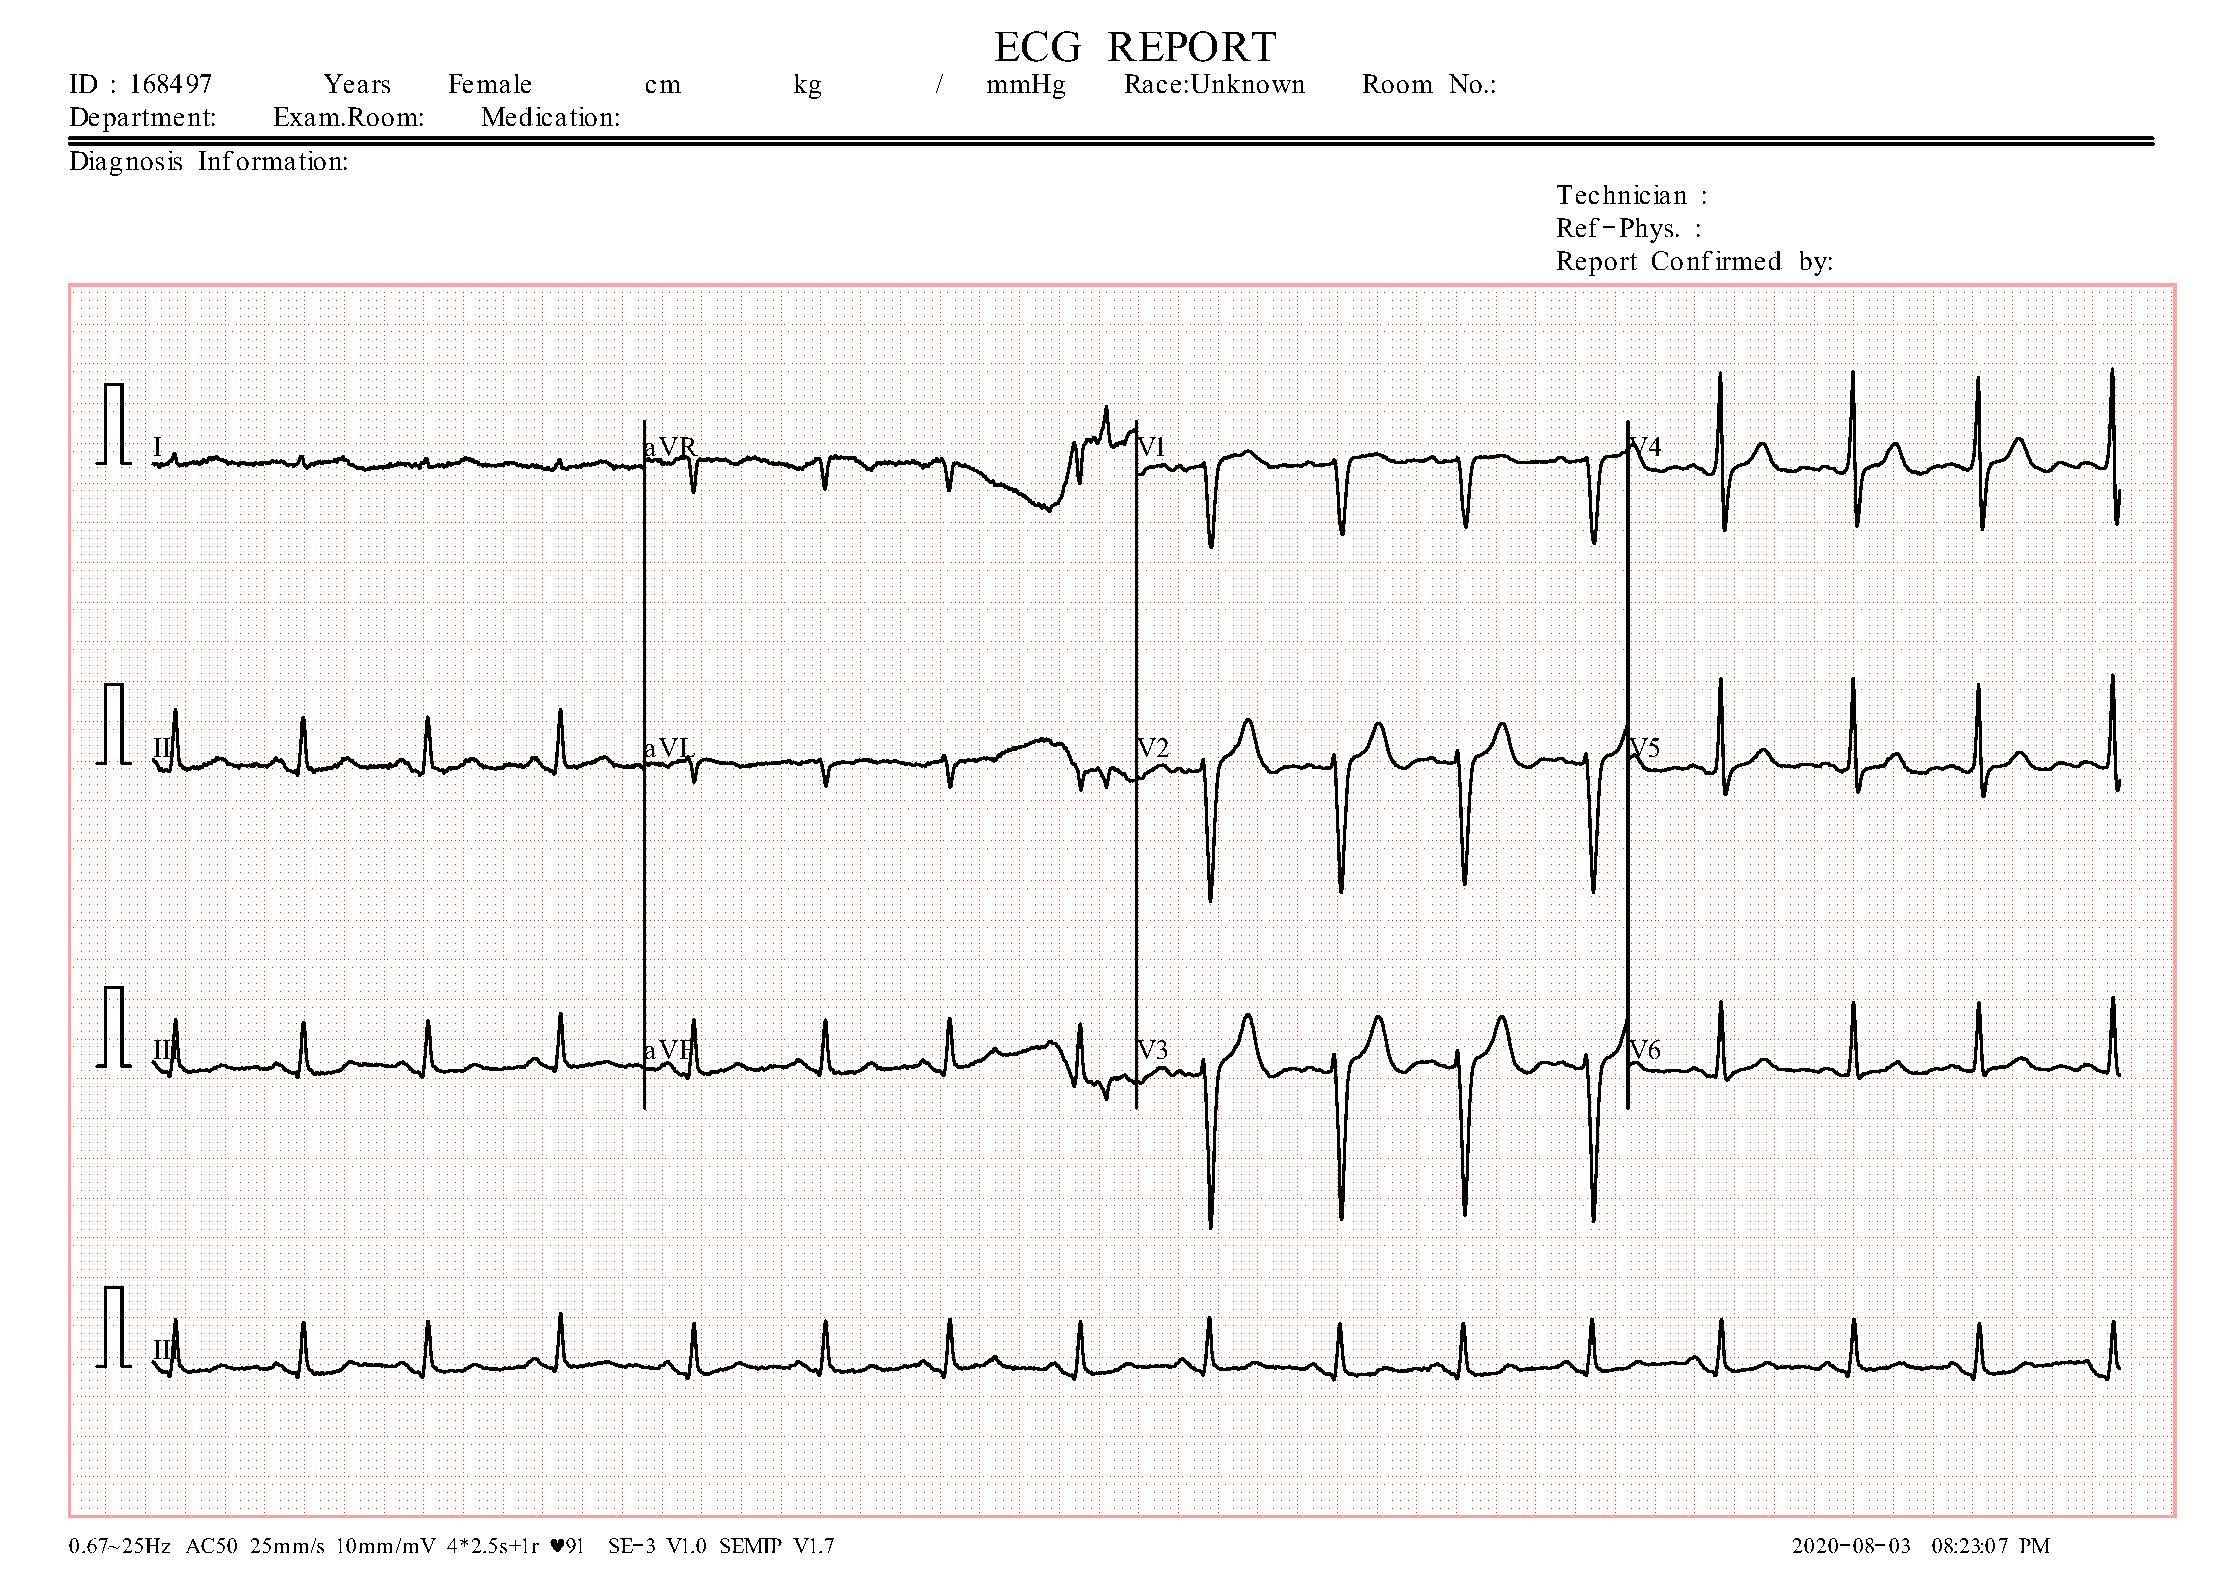 ECG REPORT
ID : 168497 Years Female cm kg / mmHg Race:Unknown Room No.:
Department: Exam.Room: Medication:
Diagnosis Information:
Technician :
Ref-Phys. :
Report Confirmed by:
I aVR V1 V4
II aVL V2 V5
III aVF V3 V6
II
0.67~25Hz AC50 25mm/s 10mm/mV 4*2.5s+1r ♥91 SE-3 V1.0 SEMIP V1.7 2020-08-03 08:23:07 PM